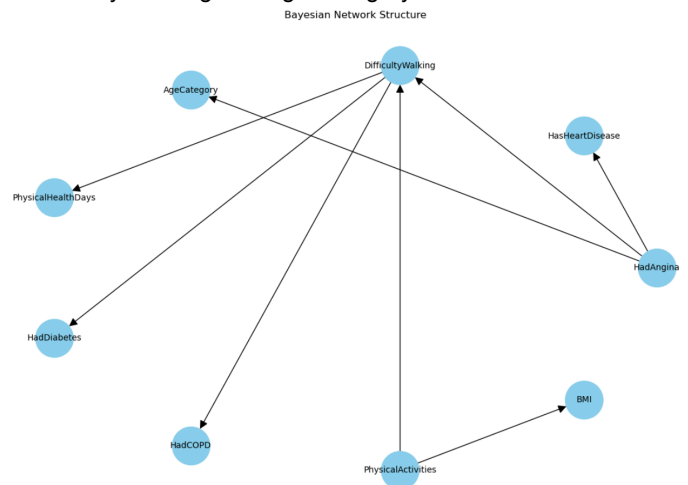 Bayesian Network Structure
DifficultyWalking
AgeCategory
HasHeartDisease
PhysicalHealthDays
HadAngina
HadDiabetes
BMI
HadCOPD
PhysicalActivities